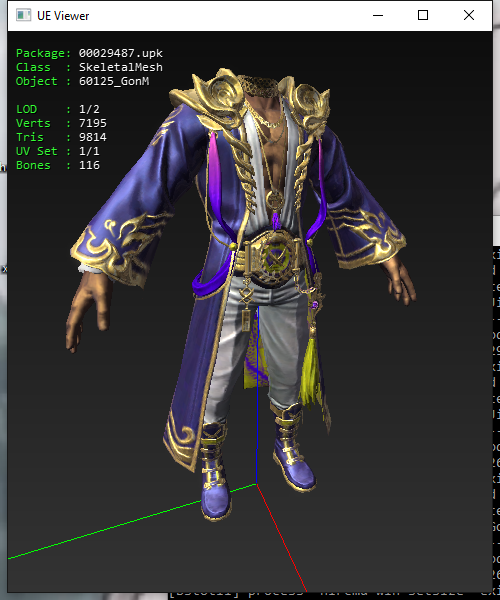 UE Viewer
Package: 00029487.upk
Class : SkeletalMesh
Object : 60125_GonM
LOD : 1/2
Verts : 7195
Tris : 9814
UV Set : 1/1
Bones : 116